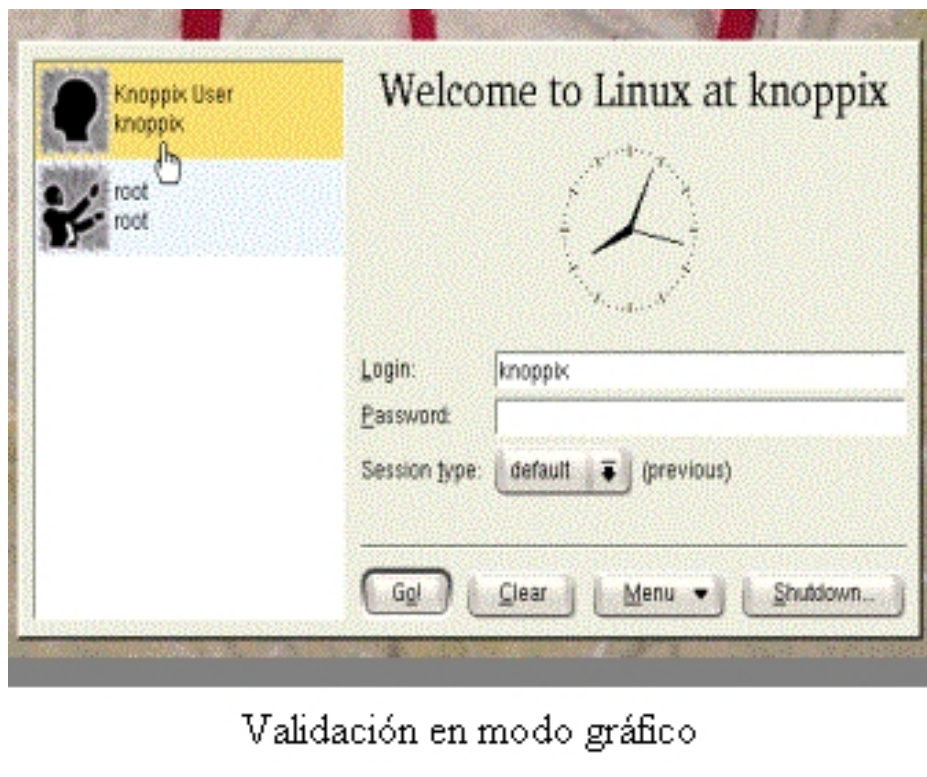 Knoppix User
knoppix
root
root
Welcome to Linux at knoppix
Login: knoppix
Password:
Session type: default (previous)
Go! Clear Menu Shutdown...
Validación en modo gráfico